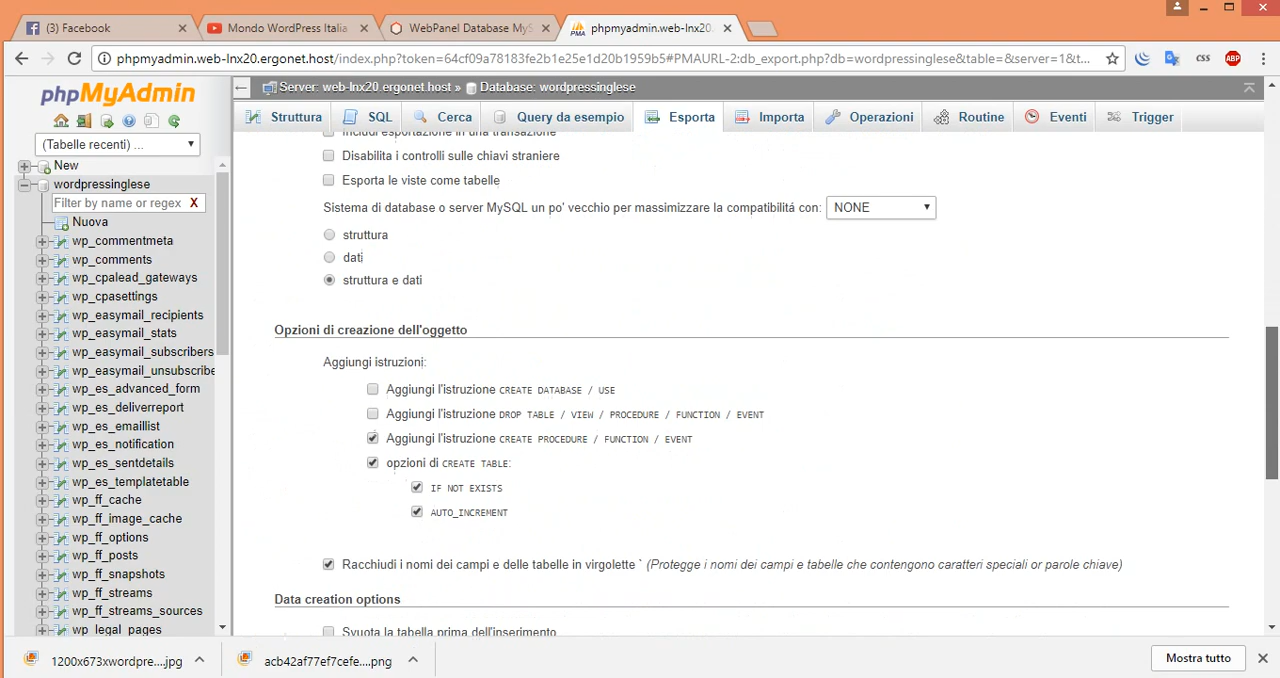 (3) Facebook
Mondo WordPress Italia
WebPanel Database MyS
phpmyadmin.web-lnx20.
phpmyadmin.web-lnx20.ergonet.host/index.php?token=64cf09a781836f2b1e25e1d20b1959b5#PMAURL-2:db_export.php?db=wordpressinglese&table=&server=1&t...
CSS
ABP
phpMyAdmin
(Tabelle recenti) ...
New
wordpressinglese
Filter by name or regex X
Nuova
wp_commentmeta
wp_comments
wp_cpalead_gateways
wp_cpasettings
wp_easymail_recipients
wp_easymail_stats
wp_easymail_subscribers
wp_easymail_unsubscribe
wp_es_advanced_form
wp_es_deliverreport
wp_es_emaillist
wp_es_notification
wp_es_sentdetails
wp_es_templatetable
wp_ff_cache
wp_ff_image_cache
wp_ff_options
wp_ff_posts
wp_ff_snapshots
wp_ff_streams
wp_ff_streams_sources
wp_legal_pages
Server: web-lnx20.ergonet.host » Database: wordpressinglese
Struttura SQL Cerca Query da esempio Esporta Importa Operazioni Routine Eventi Trigger
Includi esportazione in una transazione
Disabilita i controlli sulle chiavi straniere
Esporta le viste come tabelle
Sistema di database o server MySQL un po' vecchio per massimizzare la compatibilitá con: NONE
struttura
dati
struttura e dati
Opzioni di creazione dell'oggetto
Aggiungi istruzioni:
Aggiungi l'istruzione CREATE DATABASE / USE
Aggiungi l'istruzione DROP TABLE / VIEW / PROCEDURE / FUNCTION / EVENT
Aggiungi l'istruzione CREATE PROCEDURE / FUNCTION / EVENT
opzioni di CREATE TABLE:
IF NOT EXISTS
AUTO_INCREMENT
Racchiudi i nomi dei campi e delle tabelle in virgolette ` (Protegge i nomi dei campi e tabelle che contengono caratteri speciali or parole chiave)
Data creation options
Svuota la tabella prima dell'inserimento
1200x673xwordpre....jpg
acb42af77ef7cefe....png
Mostra tutto